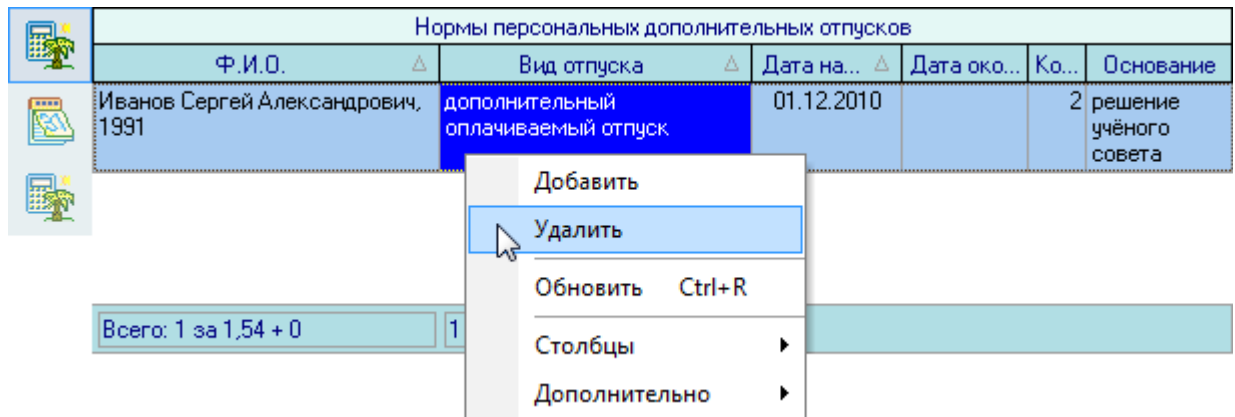 Нормы персональных дополнительных отпусков
Ф.И.О. Вид отпуска Дата на... Дата око... Ко... Основание
Иванов Сергей Александрович, дополнительный 01.12.2010 2 решение
1991 оплачиваемый отпуск учёного
совета
Добавить
Удалить
Обновить Ctrl+R
Всего: 1 за 1,54 + 0 1
Столбцы
Дополнительно